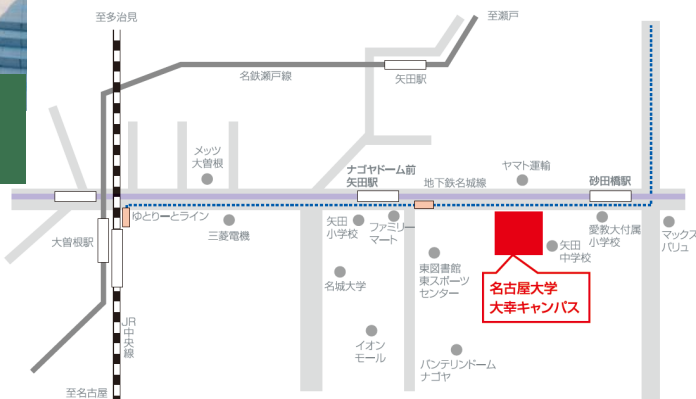 至多治見
至瀬戸
名鉄瀬戸線
矢田駅
メッツ
大曽根
ナゴヤドーム前
矢田駅
地下鉄名城線
ヤマト運輸
砂田橋駅
ゆとりーとライン
三菱電機
矢田
小学校
ファミリー
マート
愛教大付属
小学校
マックス
バリュ
大曽根駅
矢田
中学校
東図書館
東スポーツ
センター
名城大学
名古屋大学
大幸キャンパス
JR中央線
イオン
モール
バンテリンドーム
ナゴヤ
至名古屋